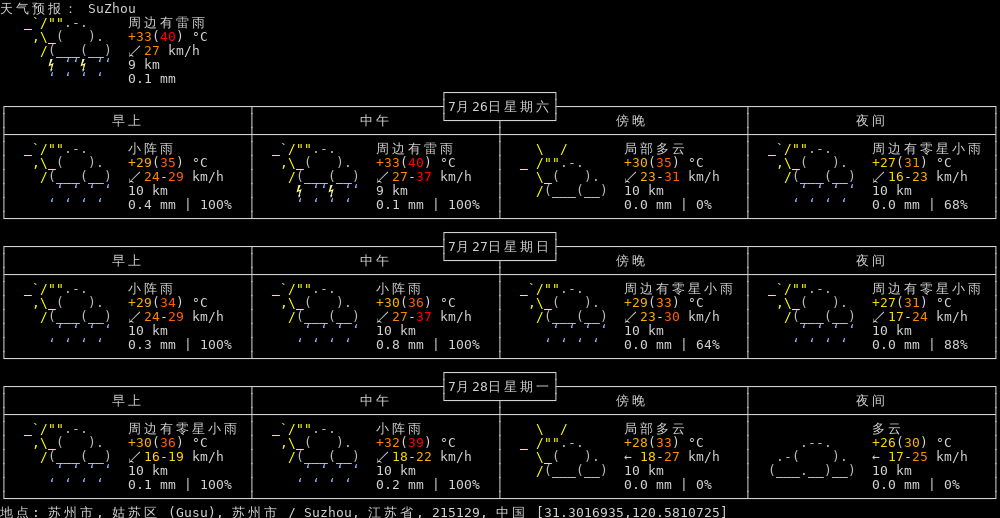 天气预报: SuZhou
周边有雷雨
+33(40) °C
↙ 27 km/h
9 km
0.1 mm
7月26日星期六
早上 中午 傍晚 夜间
小阵雨 周边有雷雨 局部多云 周边有零星小雨
+29(35) °C +33(40) °C +30(35) °C +27(31) °C
↙ 24-29 km/h ↙ 27-37 km/h ↙ 23-31 km/h ↙ 16-23 km/h
10 km 9 km 10 km 10 km
0.4 mm | 100% 0.1 mm | 100% 0.0 mm | 0% 0.0 mm | 68%
7月27日星期日
早上 中午 傍晚 夜间
小阵雨 小阵雨 周边有零星小雨 周边有零星小雨
+29(34) °C +30(36) °C +29(33) °C +27(31) °C
↙ 24-29 km/h ↙ 27-37 km/h ↙ 23-30 km/h ↙ 17-24 km/h
10 km 10 km 10 km 10 km
0.3 mm | 100% 0.8 mm | 100% 0.0 mm | 64% 0.0 mm | 88%
7月28日星期一
早上 中午 傍晚 夜间
周边有零星小雨 小阵雨 局部多云 多云
+30(36) °C +32(39) °C +28(33) °C +26(30) °C
↙ 16-19 km/h ↙ 18-22 km/h ← 18-27 km/h ← 17-25 km/h
10 km 10 km 10 km 10 km
0.1 mm | 100% 0.2 mm | 100% 0.0 mm | 0% 0.0 mm | 0%
地点: 苏州市, 姑苏区 (Gusu), 苏州市 / Suzhou, 江苏省, 215129, 中国 [31.3016935,120.5810725]